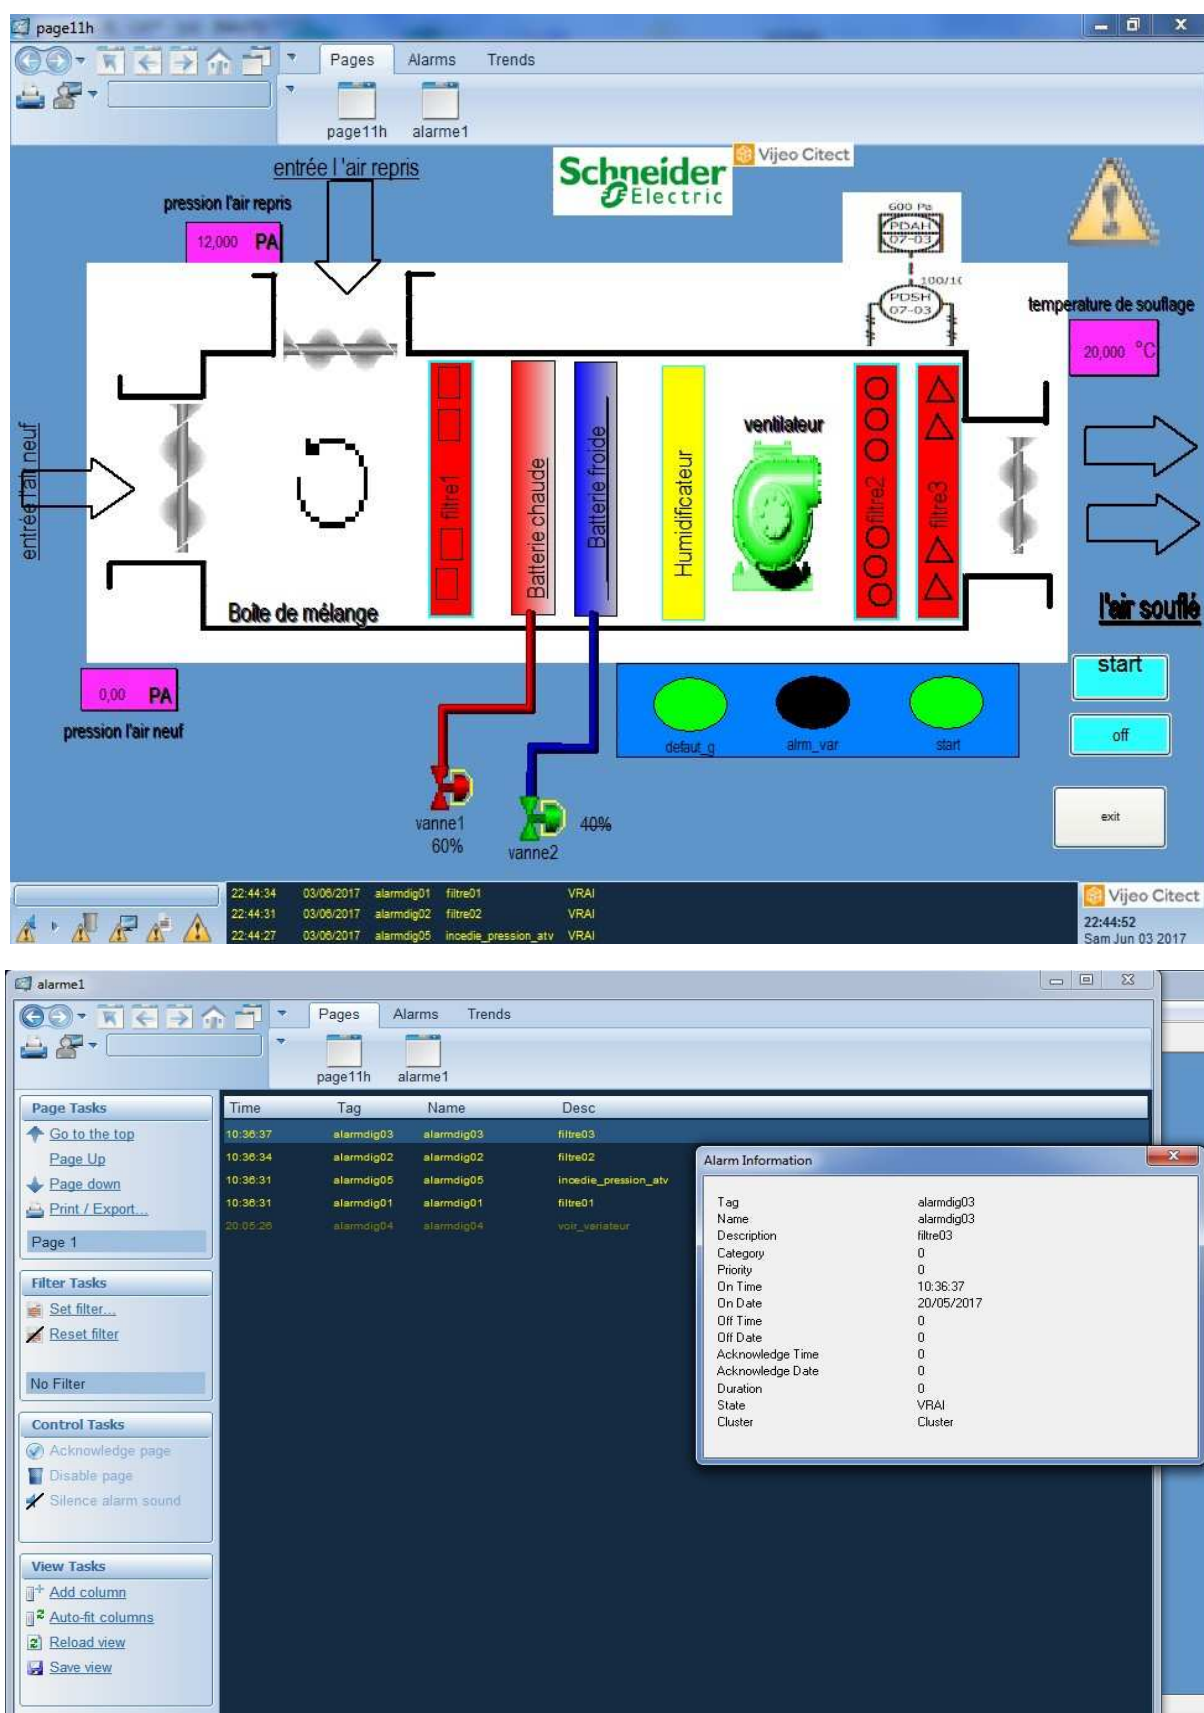 page11h
Pages Alarms Trends
page11h alarme1
entrée l 'air repris
Schneider
Electric
Vijeo Citect
pression l'air repris
12,000 PA
600 Pa
PDAH
07-03
100/10
PDSH
07-03
temperature de souflage
20,000 °C
entrée l'air neuf
filtre1
Batterie chaude
Batterie froide
Humidificateur
ventilateur
filtre2
filtre3
Boîte de mélange
l'air souflé
0,00 PA
pression l'air neuf
defaut_g alrm_var start
start
off
exit
vanne1
60%
vanne2
40%
22:44:34 03/06/2017 alarmdig01 filtre01 VRAI
22:44:31 03/06/2017 alarmdig02 filtre02 VRAI
22:44:27 03/06/2017 alarmdig05 incedie_pression_atv VRAI
Vijeo Citect
22:44:52
Sam Jun 03 2017
alarme1
Pages Alarms Trends
page11h alarme1
Page Tasks
Go to the top
Page Up
Page down
Print / Export...
Page 1
Filter Tasks
Set filter...
Reset filter
No Filter
Control Tasks
Acknowledge page
Disable page
Silence alarm sound
View Tasks
Add column
Auto-fit columns
Reload view
Save view
Time Tag Name Desc
10:36:37 alarmdig03 alarmdig03 filtre03
10:36:34 alarmdig02 alarmdig02 filtre02
10:36:31 alarmdig05 alarmdig05 incedie_pression_atv
10:36:31 alarmdig01 alarmdig01 filtre01
20:05:26 alarmdig04 alarmdig04 voir_variateur
Alarm Information
Tag alarmdig03
Name alarmdig03
Description filtre03
Category 0
Priority 0
On Time 10:36:37
On Date 20/05/2017
Off Time 0
Off Date 0
Acknowledge Time 0
Acknowledge Date 0
Duration 0
State VRAI
Cluster Cluster